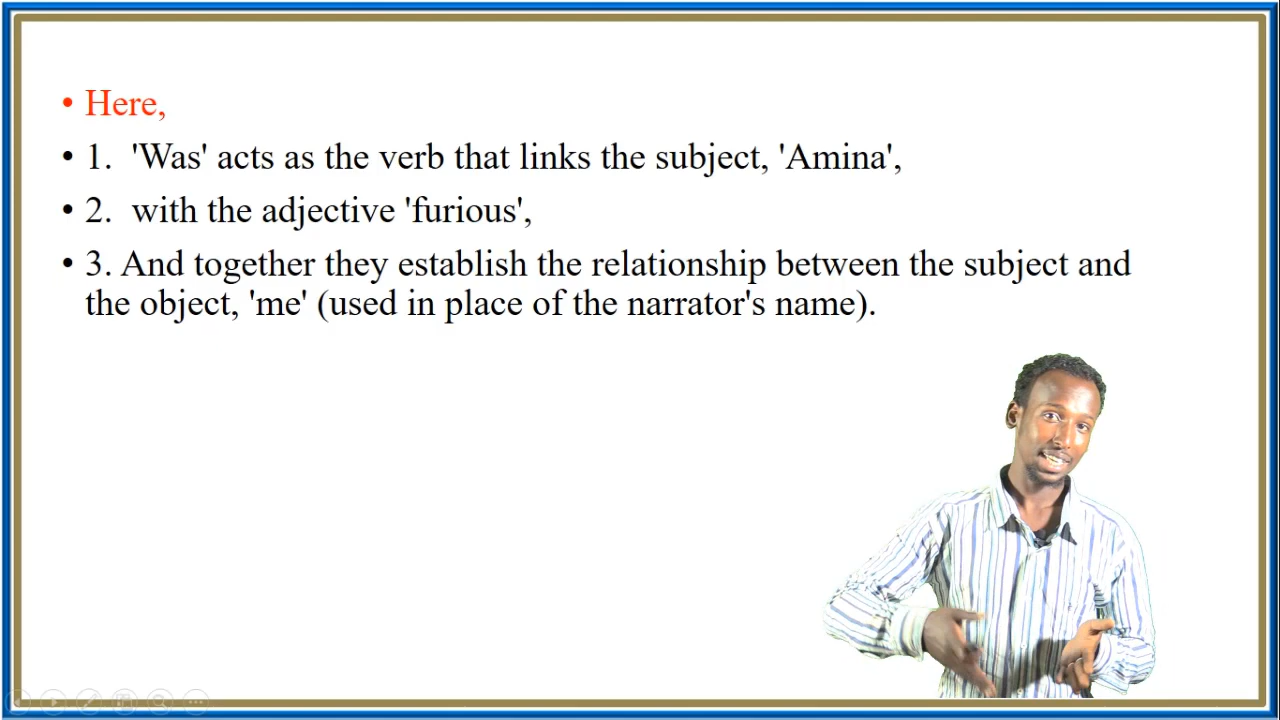 • Here,
• 1. 'Was' acts as the verb that links the subject, 'Amina',
• 2. with the adjective 'furious',
• 3. And together they establish the relationship between the subject and
the object, 'me' (used in place of the narrator's name).